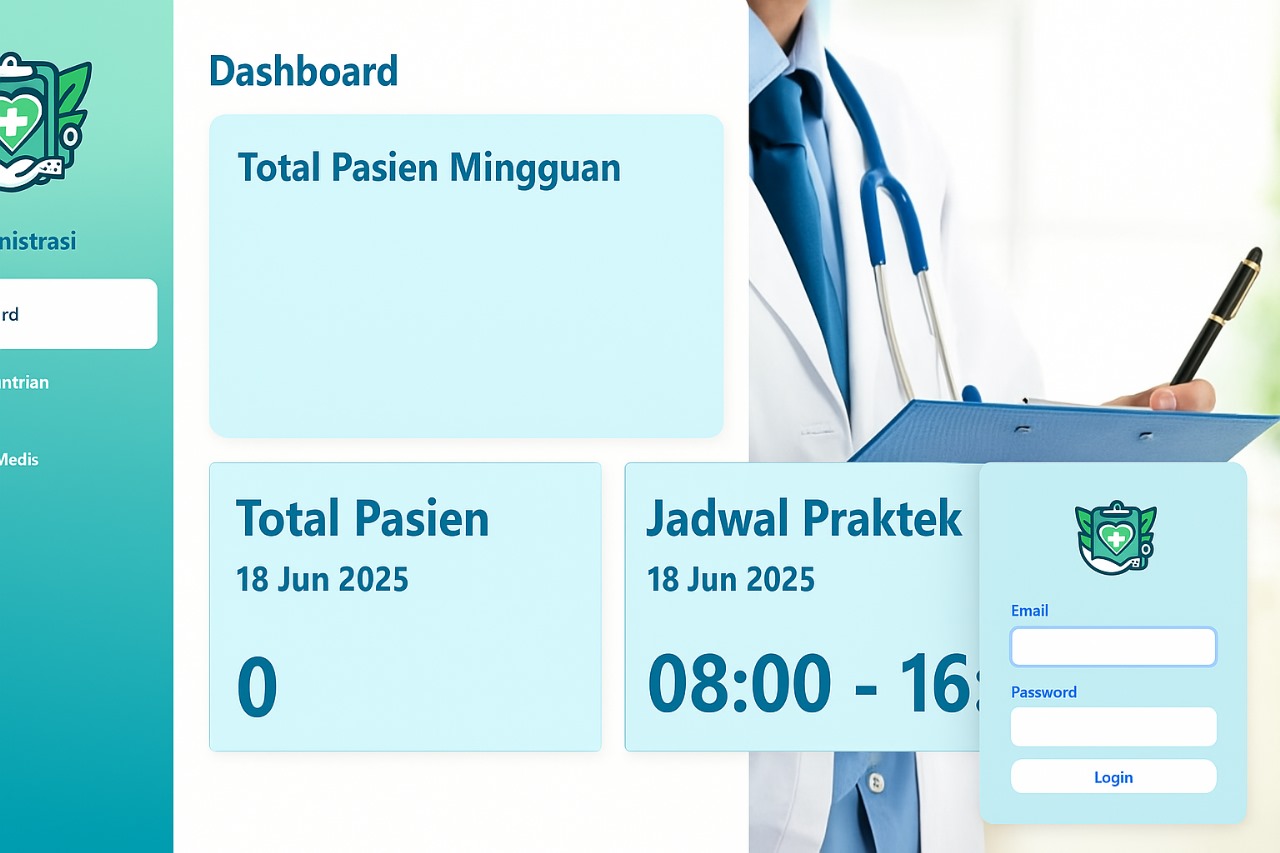 Dashboard
Total Pasien Mingguan
nistrasi
rd
ntrian
Medis
Total Pasien
18 Jun 2025
0
Jadwal Praktek
18 Jun 2025
08:00 - 16:
Email
Password
Login